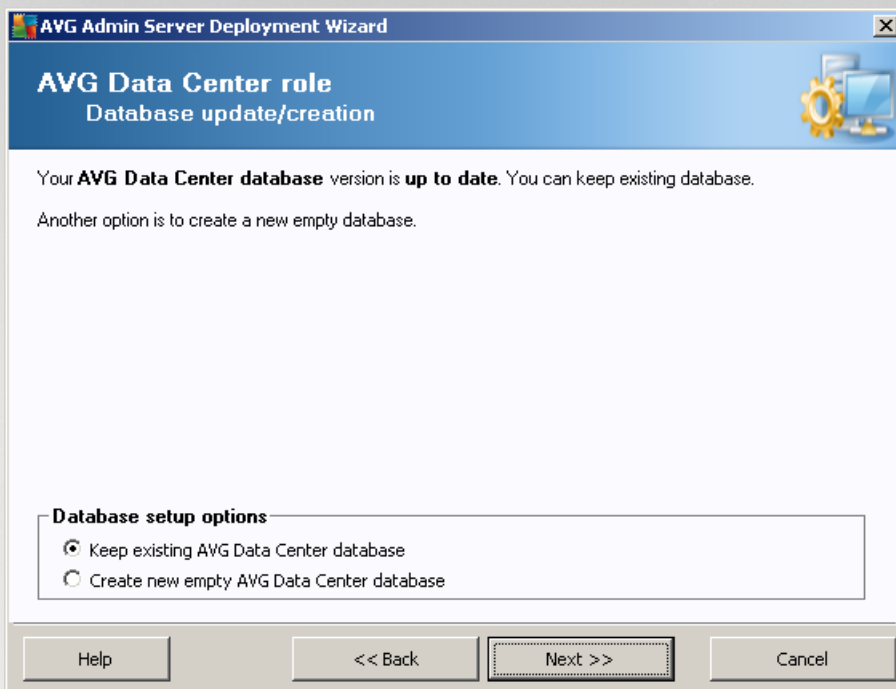 AVG Admin Server Deployment Wizard
AVG Data Center role
Database update/creation
Your AVG Data Center database version is up to date. You can keep existing database.
Another option is to create a new empty database.
Database setup options
Keep existing AVG Data Center database
Create new empty AVG Data Center database
Help
<< Back
Next >>
Cancel